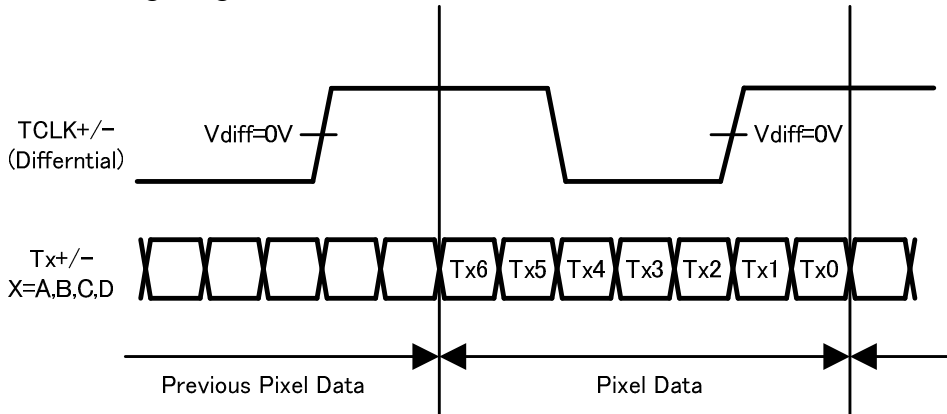 TCLK+/-
(Differntial)
Vdiff=0V
Vdiff=0V
Tx+/-
X=A,B,C,D
Tx6 Tx5 Tx4 Tx3 Tx2 Tx1 Tx0
Previous Pixel Data
Pixel Data